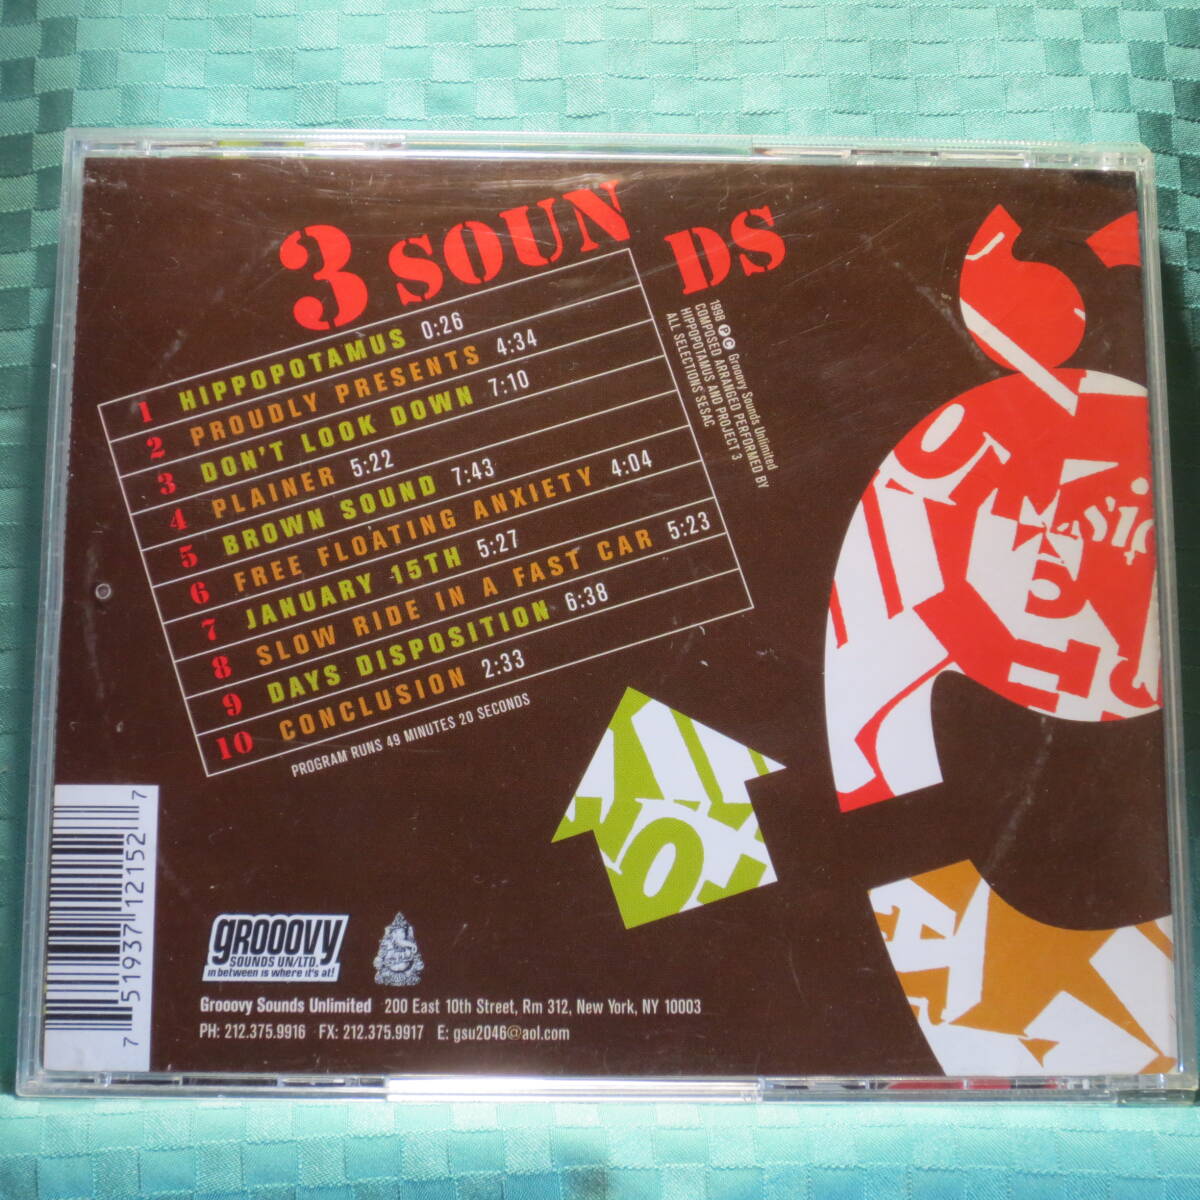 3 SOUNDS
1 HIPPOPOTAMUS 0:26
2 PROUDLY PRESENTS 4:34
3 DON'T LOOK DOWN 7:10
4 PLAINER 5:22
5 BROWN SOUND 7:43
6 FREE FLOATING ANXIETY 4:04
7 JANUARY 15TH 5:27
8 SLOW RIDE IN A FAST CAR 5:23
9 DAYS DISPOSITION 6:38
10 CONCLUSION 2:33
PROGRAM RUNS 49 MINUTES 20 SECONDS
1998 ℗ © Grooovy Sounds Unlimited
COMPOSED ARRANGED PERFORMED BY
HIPPOPOTAMUS AND PROJECT 3
ALL SELECTIONS SESAC
7 51937 12152 7
gROOOVY
SOUNDS UN/LTD.
in between is where it's at!
Grooovy Sounds Unlimited 200 East 10th Street, Rm 312, New York, NY 10003
PH: 212.375.9916 FX: 212.375.9917 E: gsu2046@aol.com